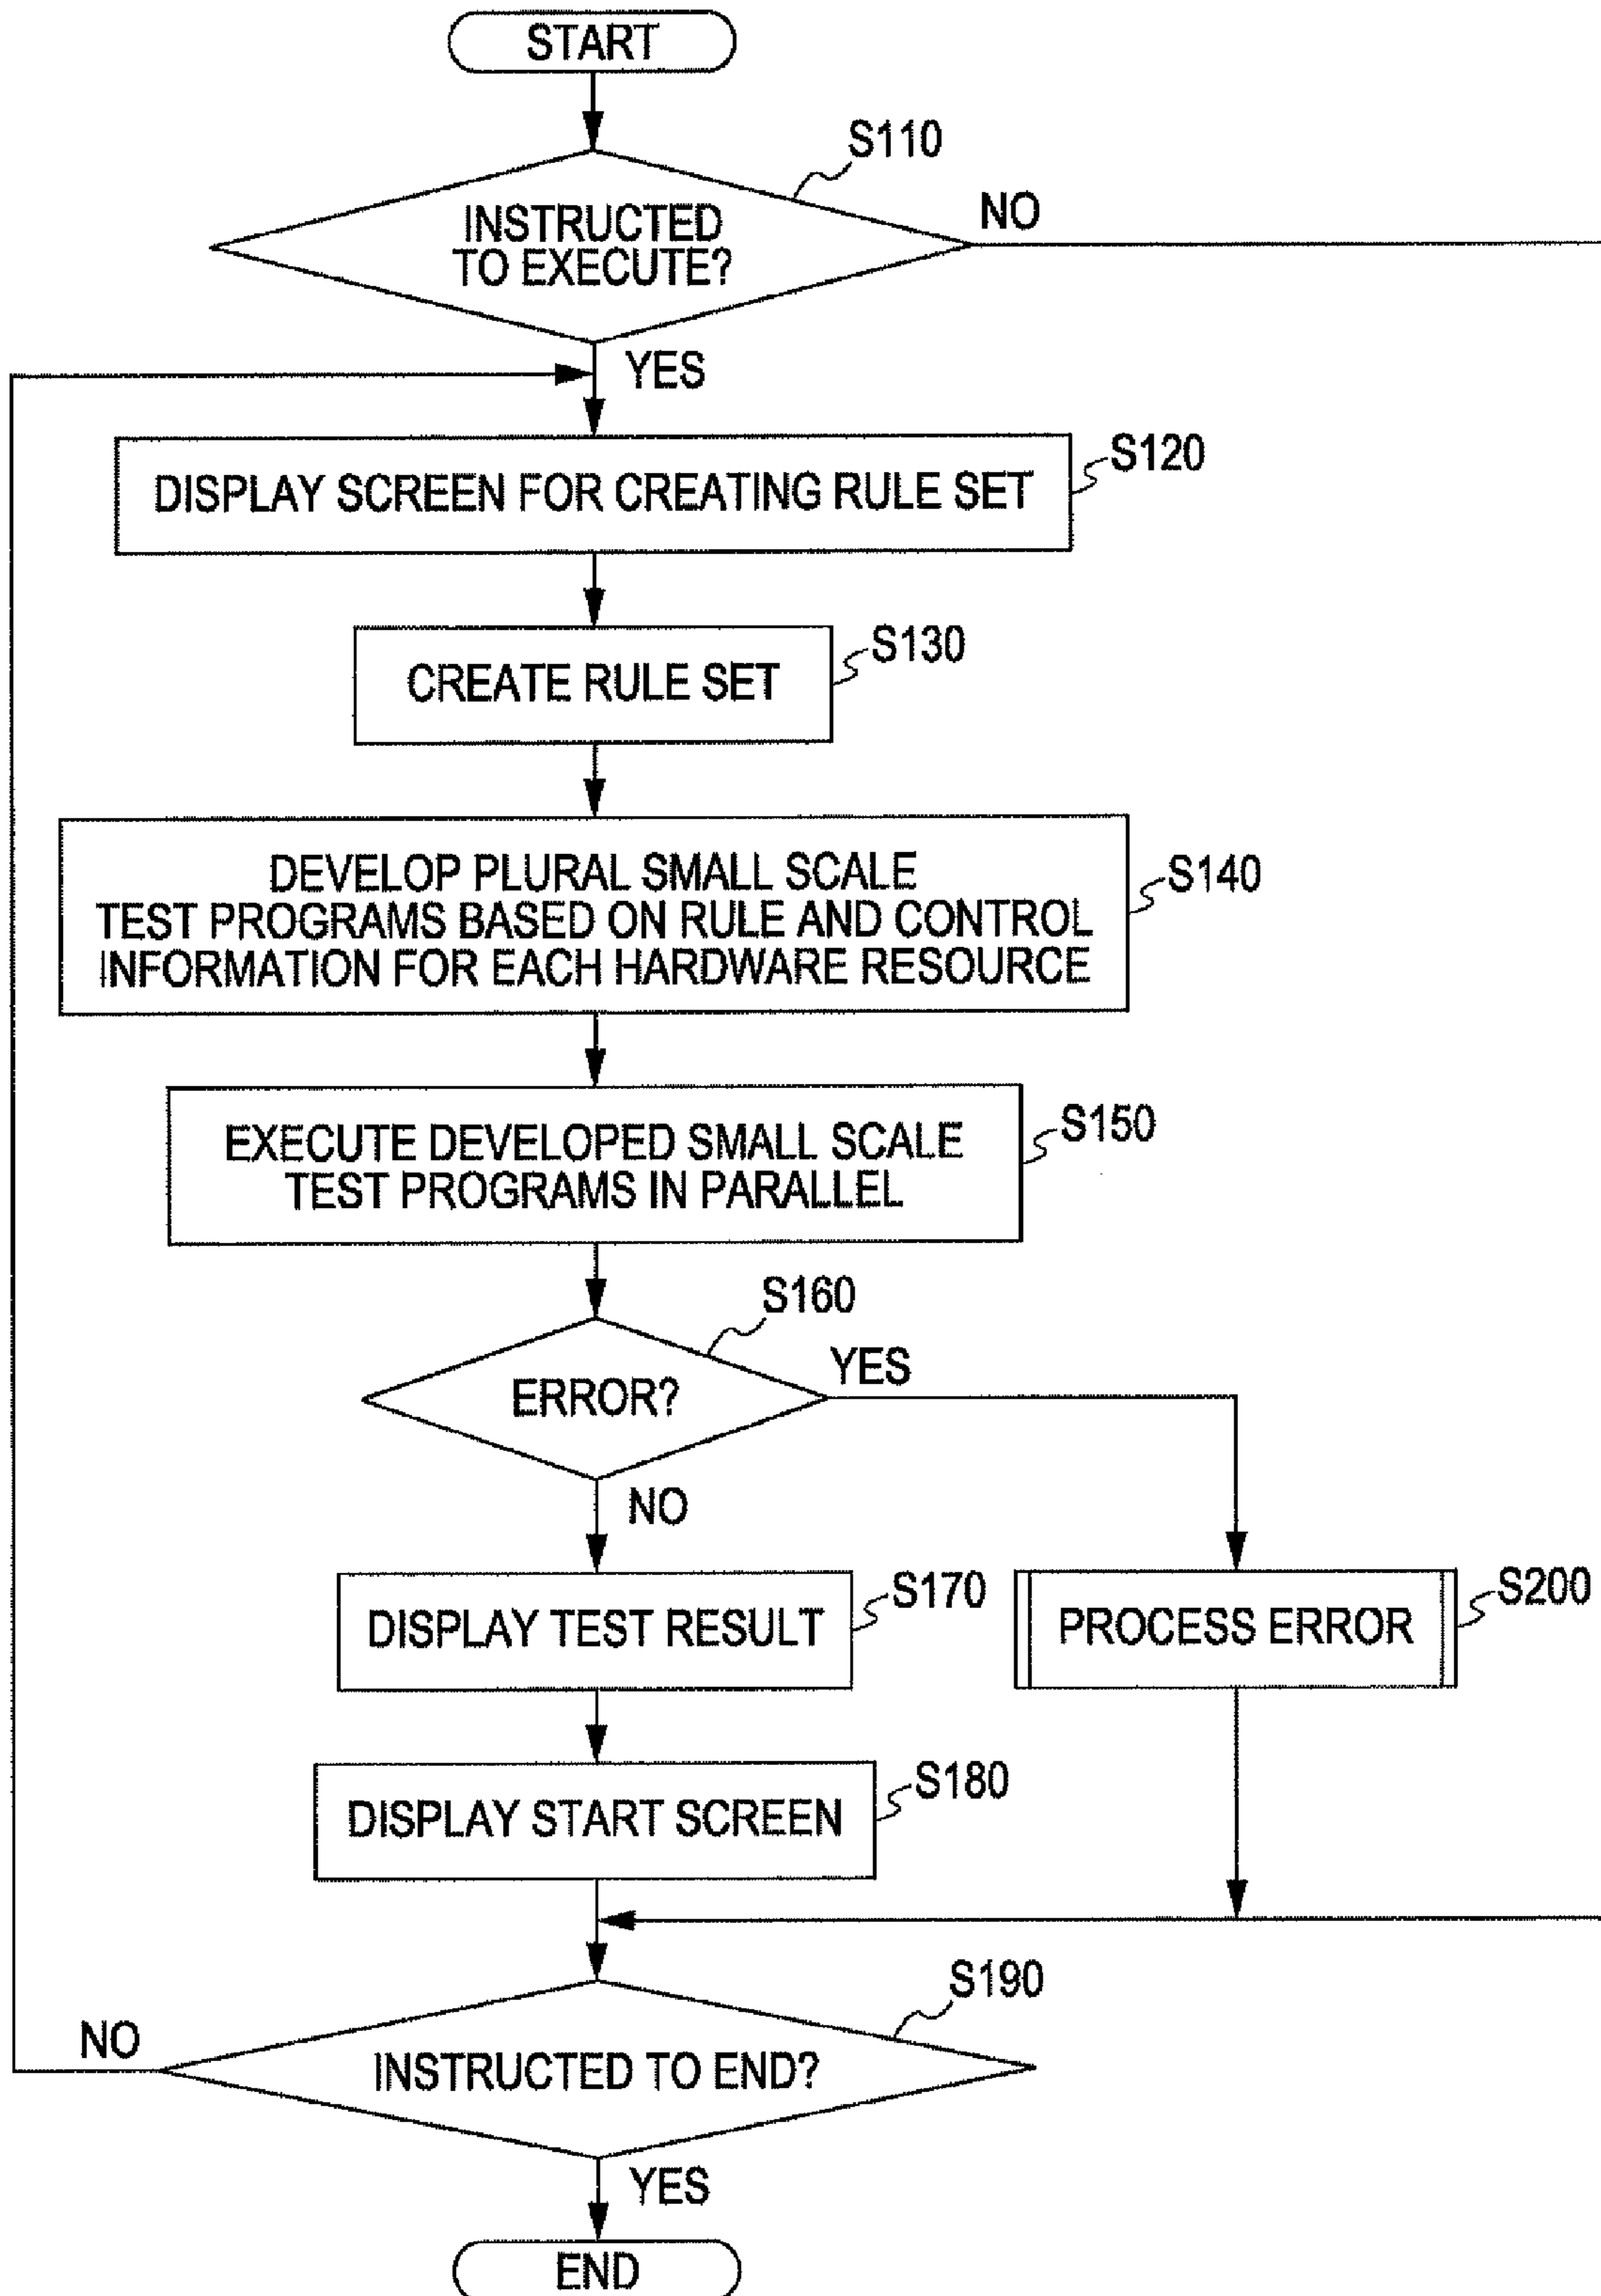 START
S110
INSTRUCTED
TO EXECUTE?
NO
YES
S120
DISPLAY SCREEN FOR CREATING RULE SET
S130
CREATE RULE SET
S140
DEVELOP PLURAL SMALL SCALE
TEST PROGRAMS BASED ON RULE AND CONTROL
INFORMATION FOR EACH HARDWARE RESOURCE
S150
EXECUTE DEVELOPED SMALL SCALE
TEST PROGRAMS IN PARALLEL
S160
ERROR?
YES
NO
S170
DISPLAY TEST RESULT
S200
PROCESS ERROR
S180
DISPLAY START SCREEN
S190
NO
INSTRUCTED TO END?
YES
END